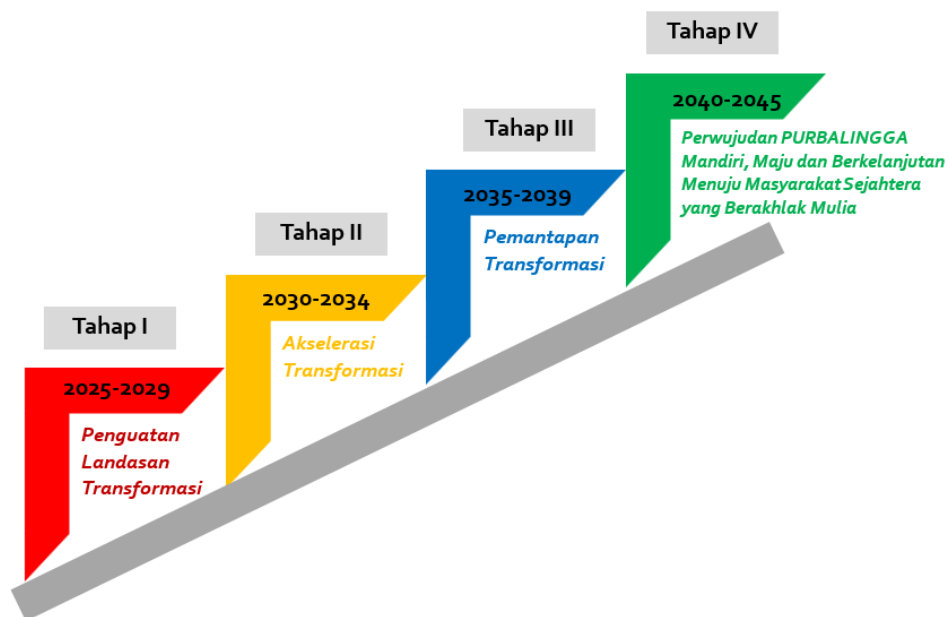 Tahap I
2025-2029
Penguatan
Landasan
Transformasi
Tahap II
2030-2034
Akselerasi
Transformasi
Tahap III
2035-2039
Pemantapan
Transformasi
Tahap IV
2040-2045
Perwujudan PURBALINGGA
Mandiri, Maju dan Berkelanjutan
Menuju Masyarakat Sejahtera
yang Berakhlak Mulia